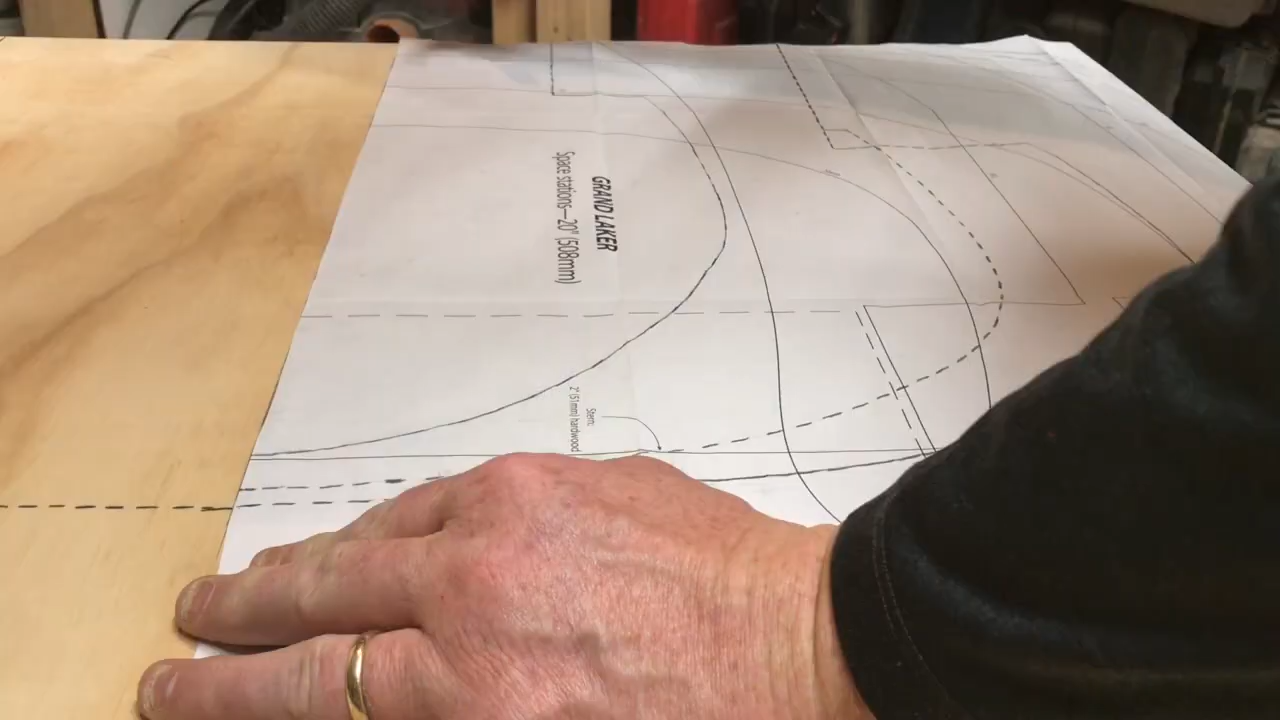 GRAND LAKER
Space stations—20" (508mm)
Stem:
2" (51mm) hardwood